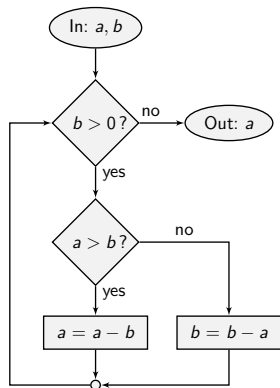 In: a, b
b > 0 ?
no
Out: a
yes
a > b ?
no
yes
a = a − b
b = b − a